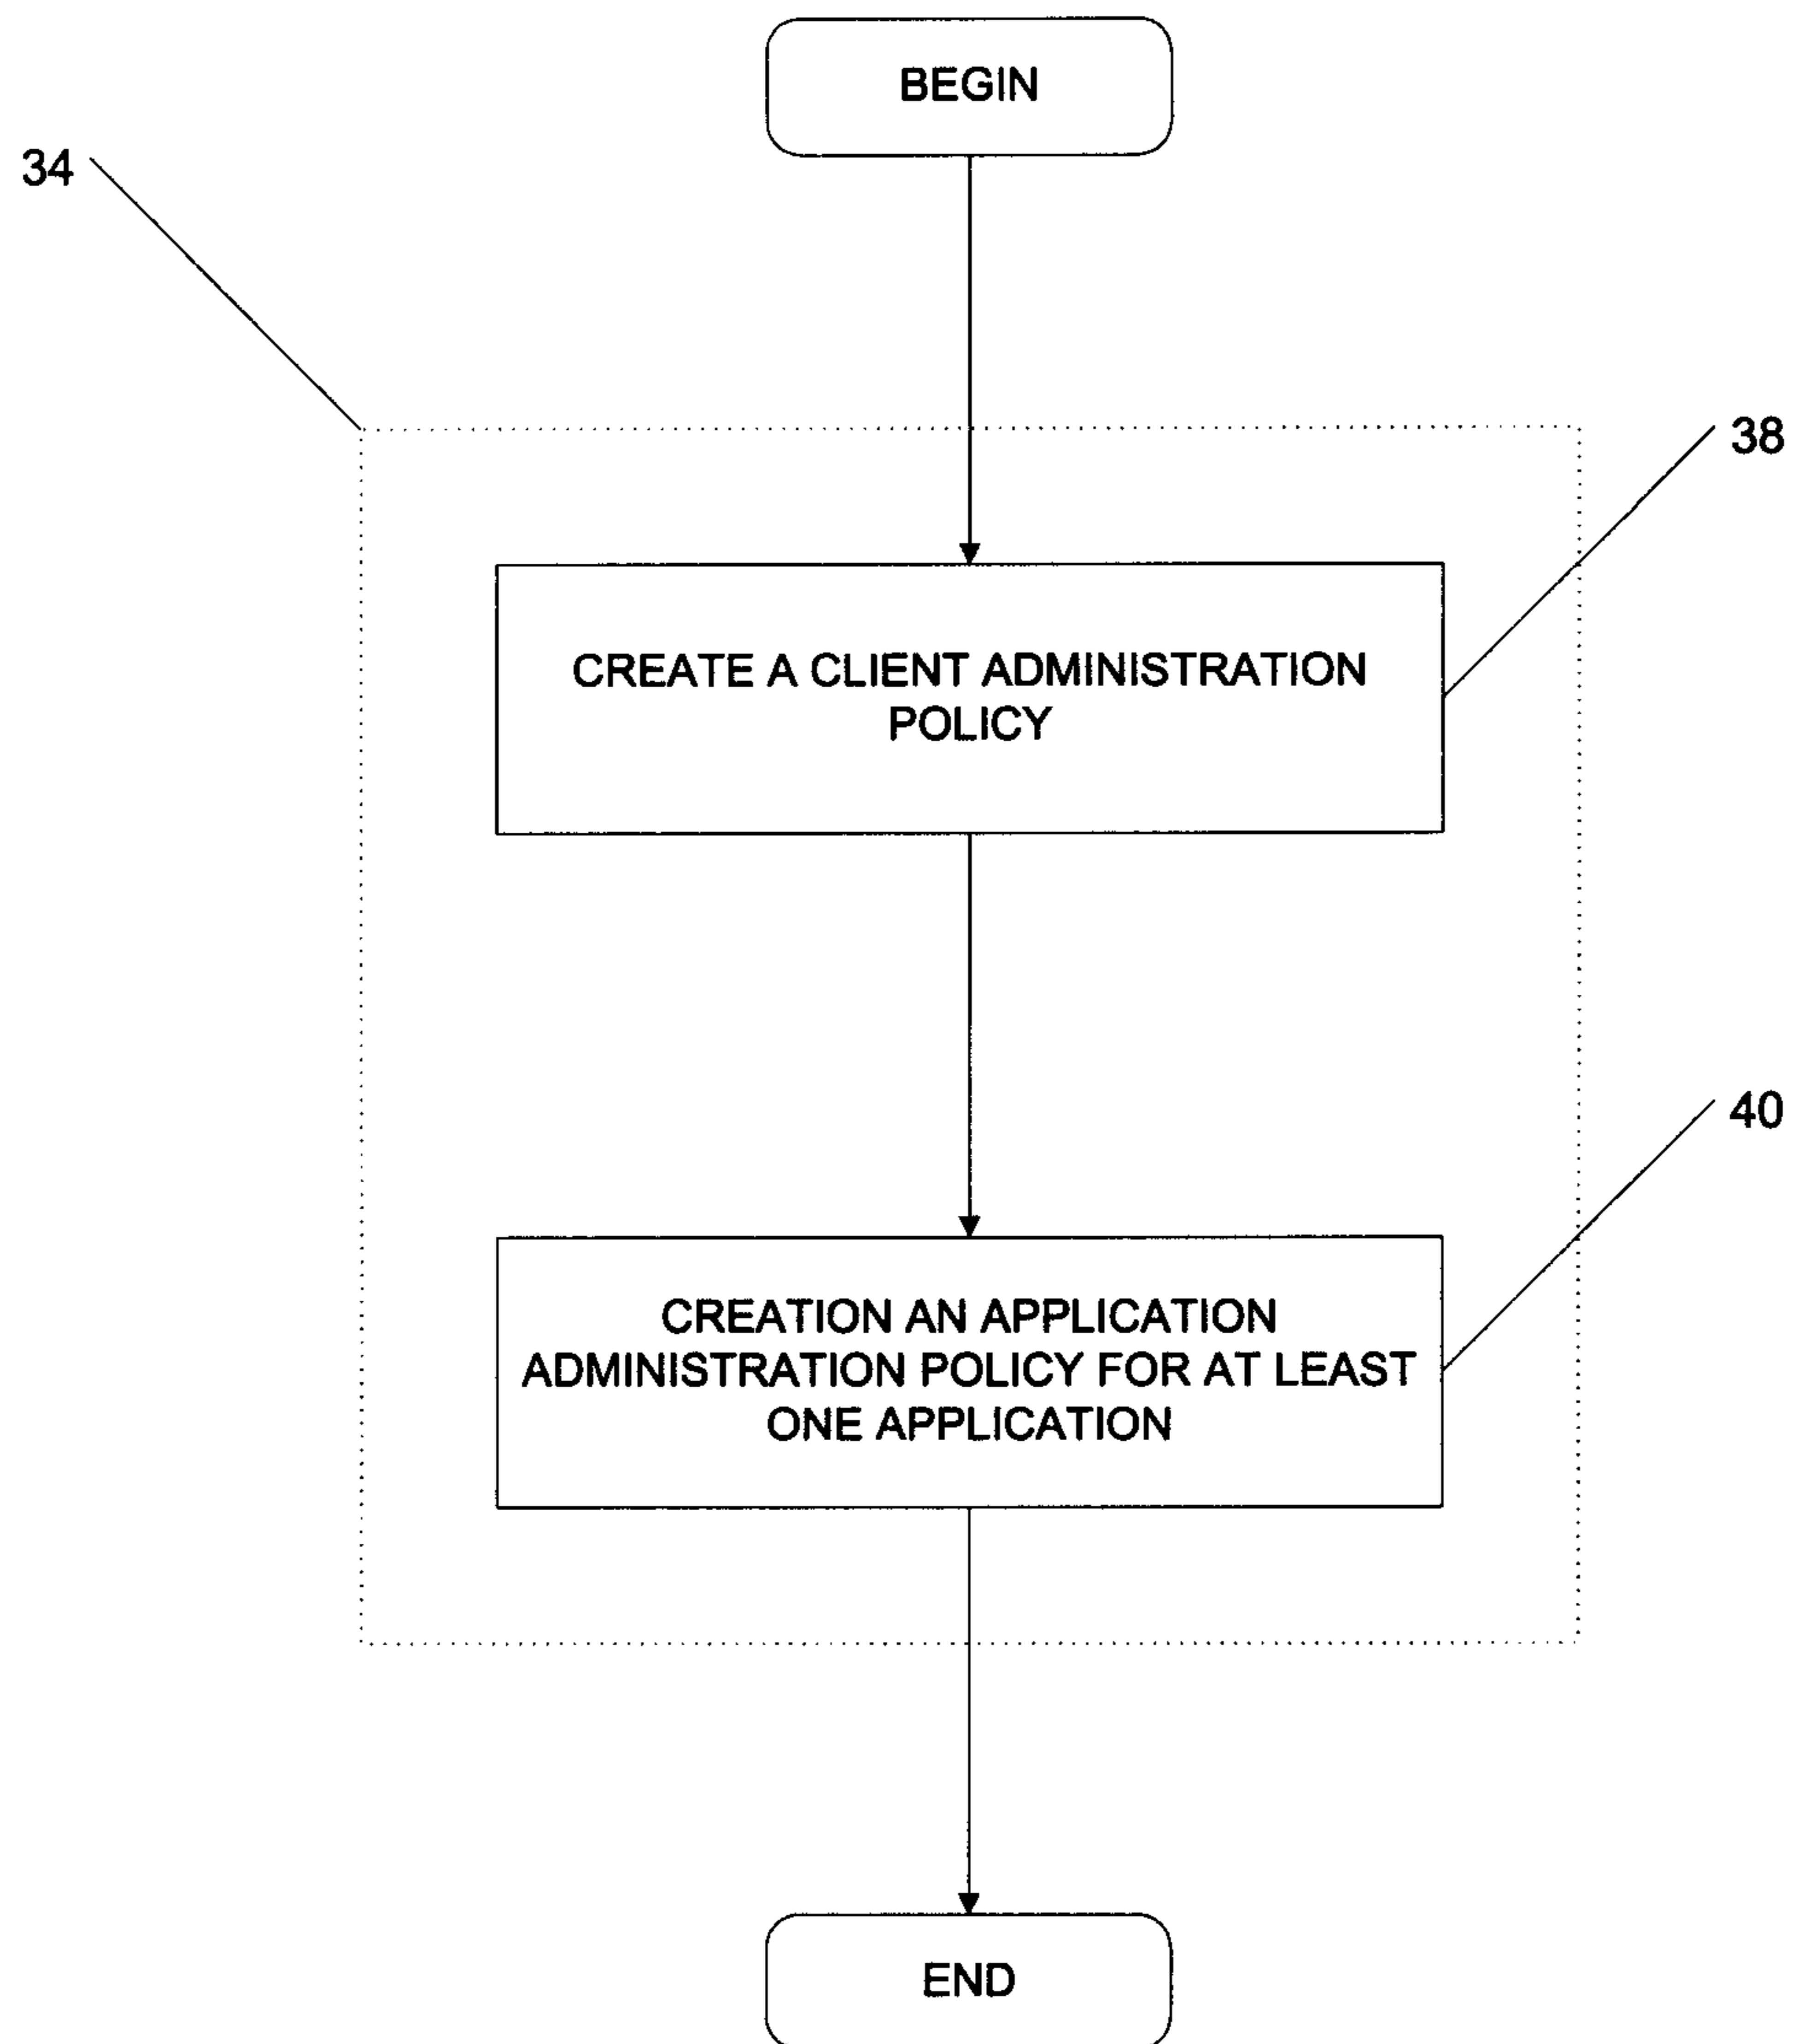 BEGIN
34
38
CREATE A CLIENT ADMINISTRATION
POLICY
40
CREATION AN APPLICATION
ADMINISTRATION POLICY FOR AT LEAST
ONE APPLICATION
END